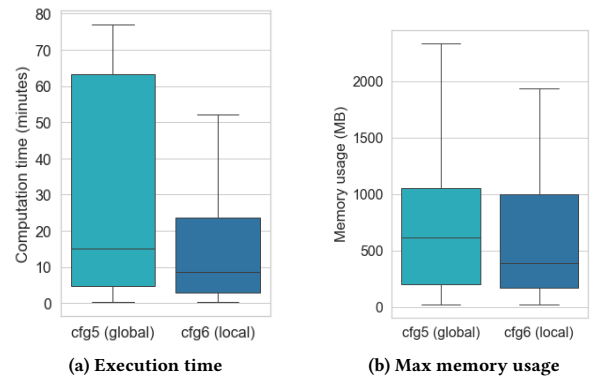 Computation time (minutes)
80
70
60
50
40
30
20
10
0
cfg5 (global) cfg6 (local)
(a) Execution time
Memory usage (MB)
2000
1500
1000
500
0
cfg5 (global) cfg6 (local)
(b) Max memory usage